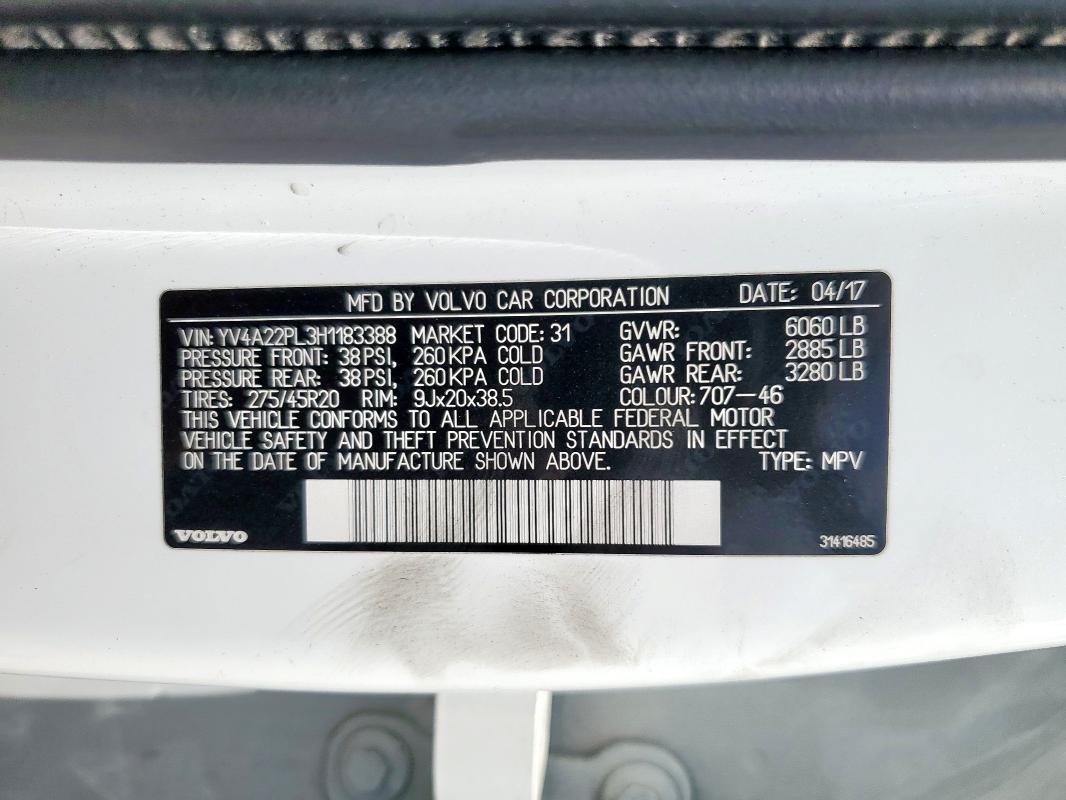 MFD BY VOLVO CAR CORPORATION DATE: 04/17
VIN: YV4A22PL3H1183388 MARKET CODE: 31 GVWR: 6060 LB
PRESSURE FRONT: 38 PSI, 260 KPA COLD GAWR FRONT: 2885 LB
PRESSURE REAR: 38 PSI, 260 KPA COLD GAWR REAR: 3280 LB
TIRES: 275/45R20 RIM: 9Jx20x38.5 COLOUR: 707-46
THIS VEHICLE CONFORMS TO ALL APPLICABLE FEDERAL MOTOR
VEHICLE SAFETY AND THEFT PREVENTION STANDARDS IN EFFECT
ON THE DATE OF MANUFACTURE SHOWN ABOVE. TYPE: MPV
VOLVO 31416485